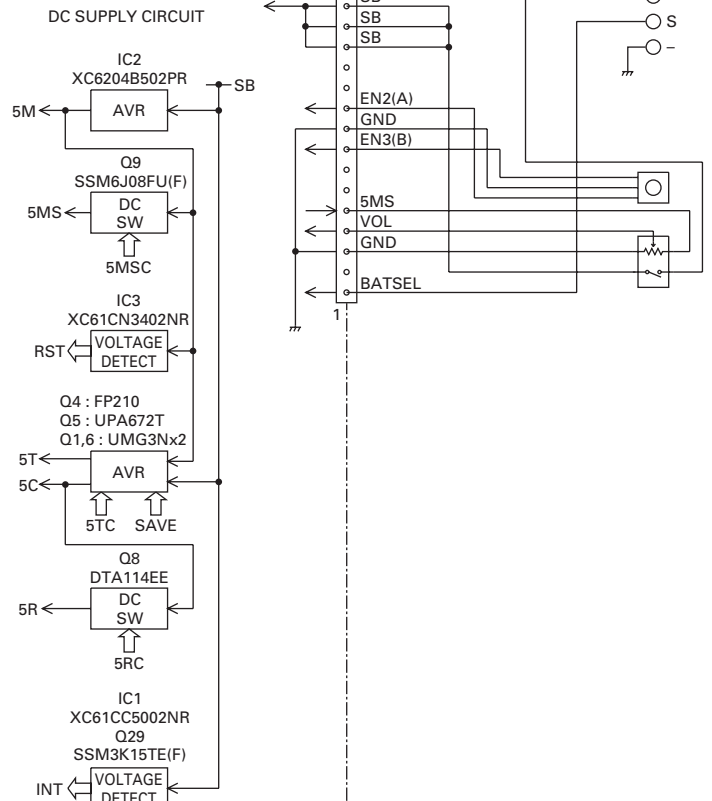 DC SUPPLY CIRCUIT
IC2
XC6204B502PR
SB
5M
AVR
Q9
SSM6J08FU(F)
5MS
DC
SW
5MSC
IC3
XC61CN3402NR
RST
VOLTAGE
DETECT
Q4 : FP210
Q5 : UPA672T
Q1,6 : UMG3Nx2
5T
AVR
5C
5TC SAVE
Q8
DTA114EE
5R
DC
SW
5RC
IC1
XC61CC5002NR
Q29
SSM3K15TE(F)
INT
VOLTAGE
DETECT
SB
SB
SB
EN2(A)
GND
EN3(B)
5MS
VOL
GND
BATSEL
1
S
–